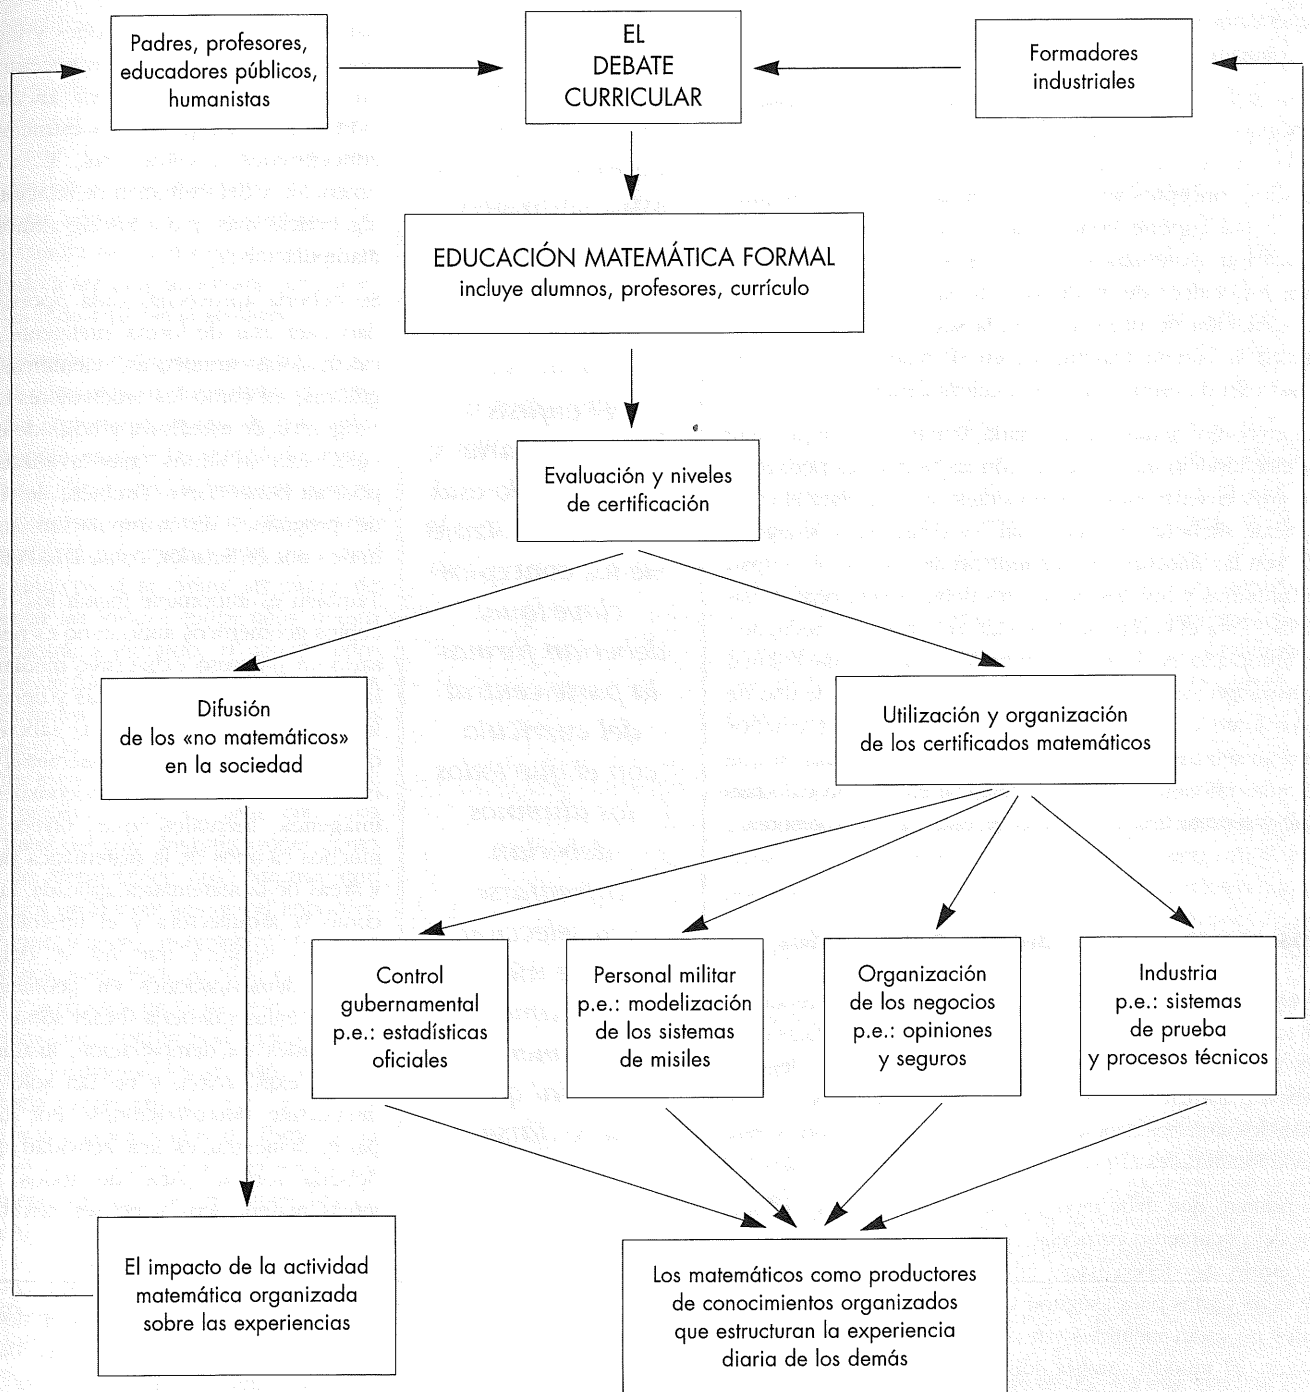 Padres, profesores,
educadores públicos,
humanistas
EL
DEBATE
CURRICULAR
Formadores
industriales
EDUCACIÓN MATEMÁTICA FORMAL
incluye alumnos, profesores, currículo
Evaluación y niveles
de certificación
Difusión
de los «no matemáticos»
en la sociedad
Utilización y organización
de los certificados matemáticos
Control
gubernamental
p.e.: estadísticas
oficiales
Personal militar
p.e.: modelización
de los sistemas
de misiles
Organización
de los negocios
p.e.: opiniones
y seguros
Industria
p.e.: sistemas
de prueba
y procesos técnicos
El impacto de la actividad
matemática organizada
sobre las experiencias
Los matemáticos como productores
de conocimientos organizados
que estructuran la experiencia
diaria de los demás